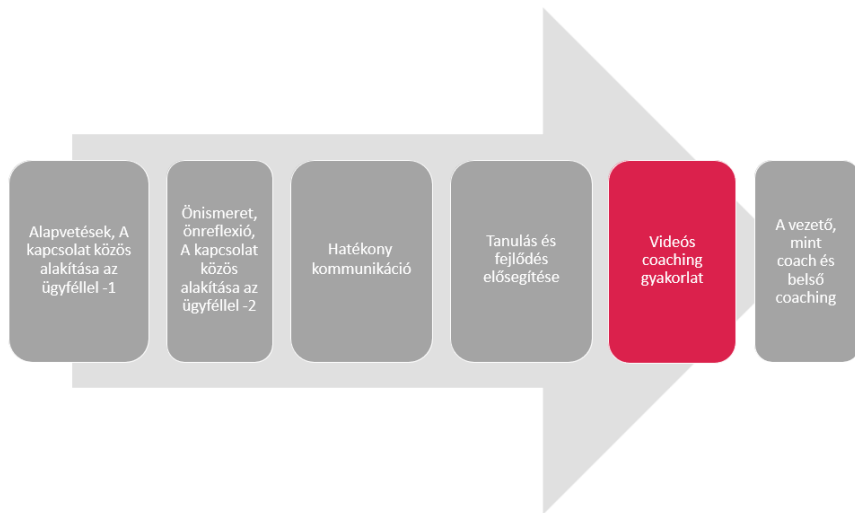 Alapvetések, A
kapcsolat közös
alakítása az
ügyféllel -1
Önismeret,
önreflexió,
A kapcsolat
közös
alakítása az
ügyféllel -2
Hatékony
kommunikáció
Tanulás és
fejlődés
elősegítése
Videós
coaching
gyakorlat
A vezető,
mint
coach és
belső
coaching